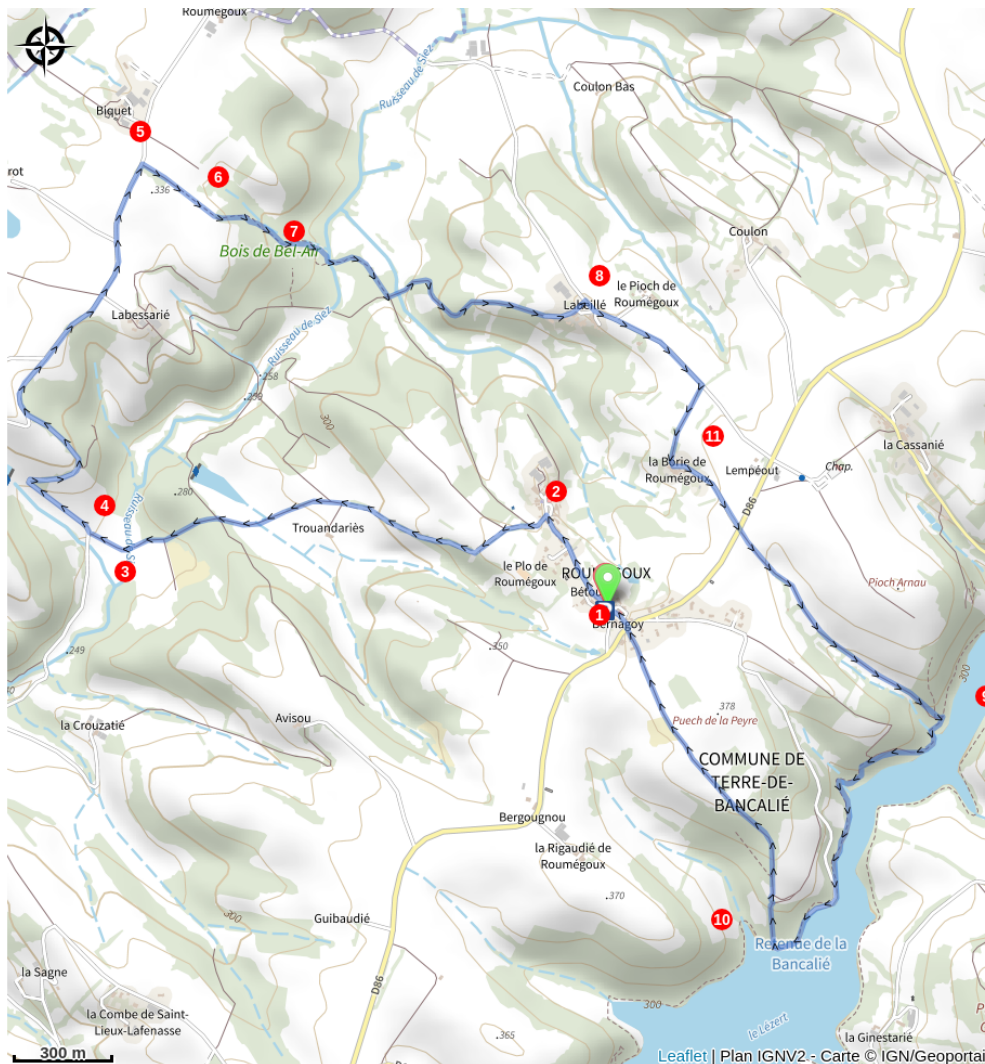 Roumégoux
Ruisseau de Siez
Coulon Bas
Biquet
5
6
336
rot
7
Bois de Bel-Air
Coulon
8
le Pioch de
Roumégoux
Labeillé
Labessarié
Ruisseau de Siez
258
259
300
11
la Cassanié
la Borie de
Roumégoux
Lempéout
Chap.
2
280
4
D86
Trouandariès
3
le Plo de
Roumégoux
Pioch Arnau
1
Bernagoy
350
249
300
9
la Crouzatié
Avisou
378
Puech de la Peyre
COMMUNE DE
TERRE-DE-
BANCALIÉ
Bergougnou
la Rigaudié de
Roumégoux
370
300
Guibaudié
10
Retenue de la
Bancalié
la Sagne
D86
300
la Combe de Saint-
Lieux-Lafenasse
le Lézert
365
la Ginestarié
300 m
Leaflet | Plan IGNV2 - Carte © IGN/Geoportai